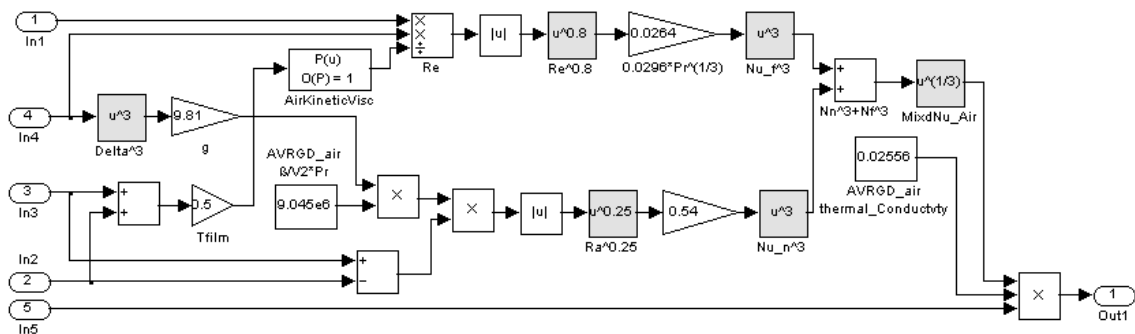 1
In1
×
×
÷
Re
|u|
u^0.8
Re^0.8
0.0264
0.0296*Pr^(1/3)
u^3
Nu_f^3
P(u)
O(P) = 1
AirKineticVisc
+
+
Nn^3+Nf^3
u^(1/3)
MixdNu_Air
4
In4
u^3
Delta^3
9.81
g
AVRGD_air
ß/V2*Pr
9.045e6
×
0.02556
AVRGD_air
thermal_Conductvty
3
In3
+
+
0.5
Tfilm
×
|u|
u^0.25
Ra^0.25
0.54
u^3
Nu_n^3
In2
2
+
−
5
In5
×
1
Out1